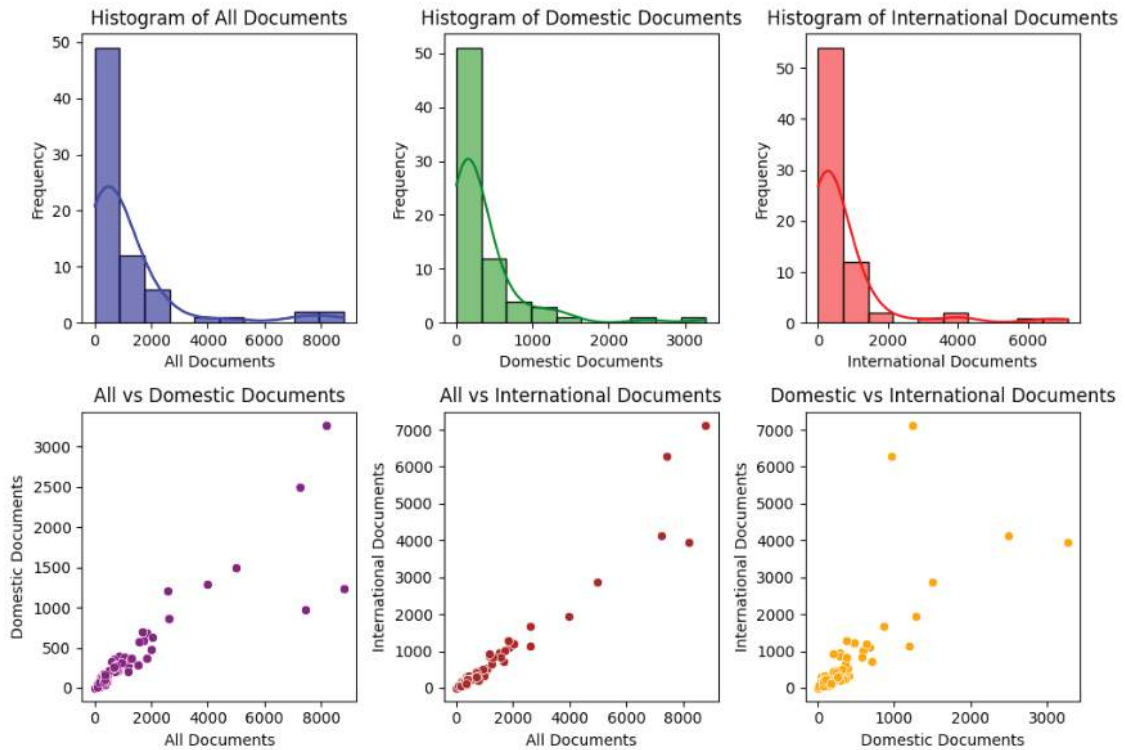 Histogram of All Documents
Histogram of Domestic Documents
Histogram of International Documents
50
40
30
20
10
0
Frequency
0 2000 4000 6000 8000
All Documents
50
40
30
20
10
0
Frequency
0 1000 2000 3000
Domestic Documents
50
40
30
20
10
0
Frequency
0 2000 4000 6000
International Documents
All vs Domestic Documents
All vs International Documents
Domestic vs International Documents
3000
2500
2000
1500
1000
500
0
Domestic Documents
0 2000 4000 6000 8000
All Documents
7000
6000
5000
4000
3000
2000
1000
0
International Documents
0 2000 4000 6000 8000
All Documents
7000
6000
5000
4000
3000
2000
1000
0
International Documents
0 1000 2000 3000
Domestic Documents